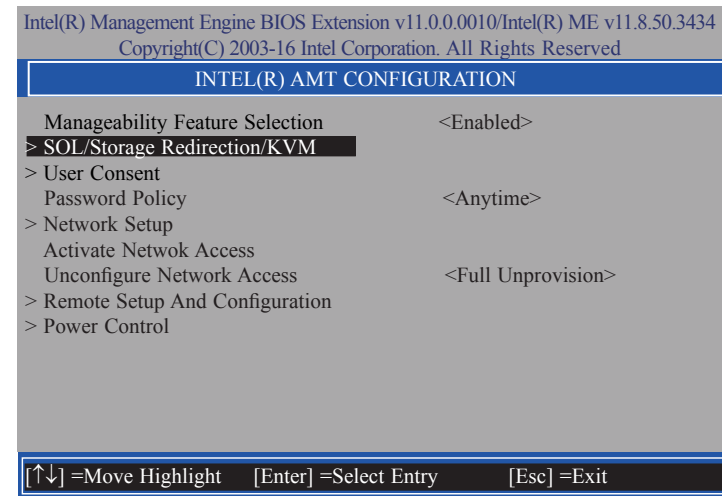 Intel(R) Management Engine BIOS Extension v11.0.0.0010/Intel(R) ME v11.8.50.3434
Copyright(C) 2003-16 Intel Corporation. All Rights Reserved
INTEL(R) AMT CONFIGURATION
Manageability Feature Selection <Enabled>
> SOL/Storage Redirection/KVM
> User Consent
Password Policy <Anytime>
> Network Setup
Activate Netwok Access
Unconfigure Network Access <Full Unprovision>
> Remote Setup And Configuration
> Power Control
[↑↓] =Move Highlight [Enter] =Select Entry [Esc] =Exit